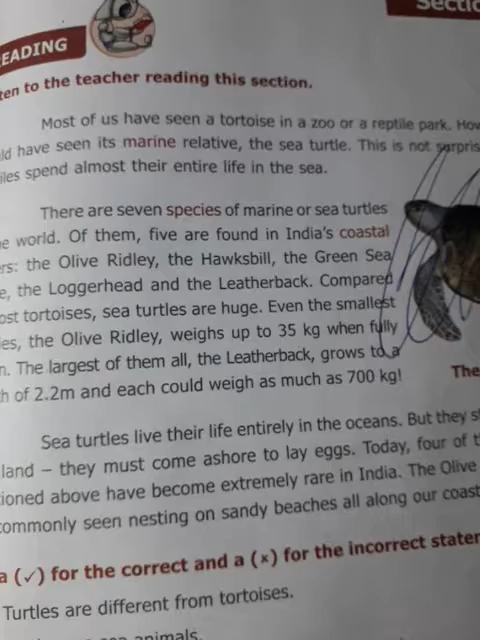 Sectio
EADING
ten to the teacher reading this section.
Most of us have seen a tortoise in a zoo or a reptile park. How
ld have seen its marine relative, the sea turtle. This is not surpris
iles spend almost their entire life in the sea.
There are seven species of marine or sea turtles
e world. Of them, five are found in India's coastal
ers: the Olive Ridley, the Hawksbill, the Green Sea
e, the Loggerhead and the Leatherback. Compared
ost tortoises, sea turtles are huge. Even the smallest
ies, the Olive Ridley, weighs up to 35 kg when fully
n. The largest of them all, the Leatherback, grows to a
h of 2.2m and each could weigh as much as 700 kg!
The
Sea turtles live their life entirely in the oceans. But they st
land – they must come ashore to lay eggs. Today, four of t
tioned above have become extremely rare in India. The Olive
commonly seen nesting on sandy beaches all along our coast
a (✓) for the correct and a (×) for the incorrect stater
Turtles are different from tortoises.
animals.